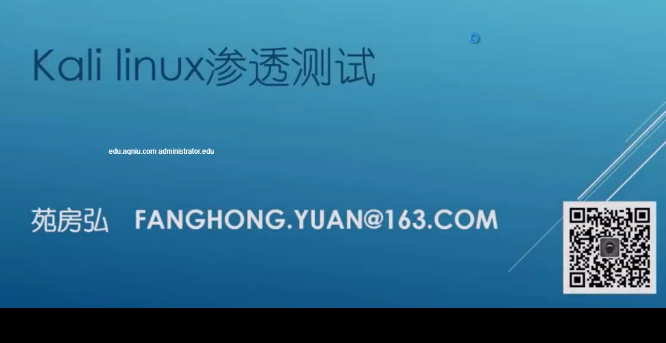 Kali linux渗透测试
edu.aqniu.com administrator.edu
苑房弘 FANGHONG.YUAN@163.COM